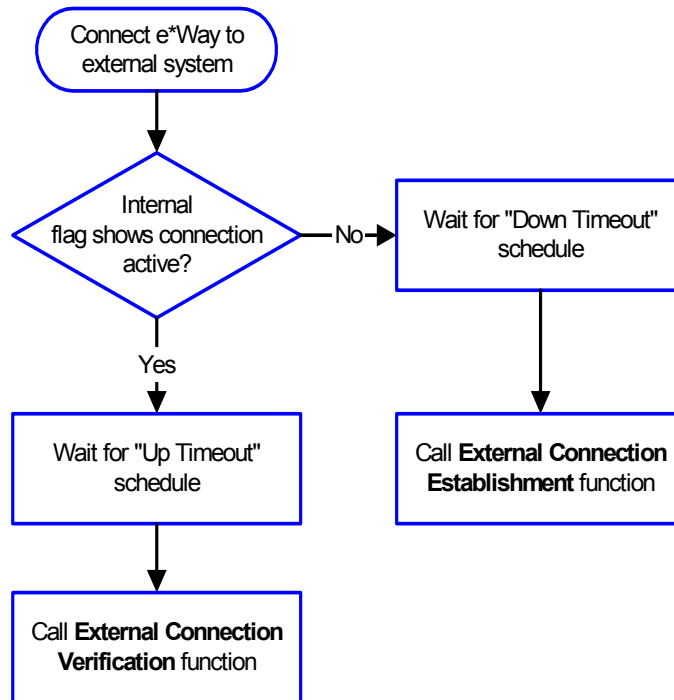 Connect e*Way to
external system
Internal
flag shows connection
active?
No
Wait for "Down Timeout"
schedule
Yes
Wait for "Up Timeout"
schedule
Call External Connection
Establishment function
Call External Connection
Verification function